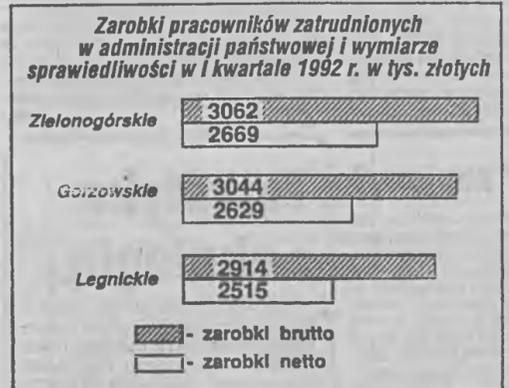 Zarobki pracowników zatrudnionych
w administracji państwowej i wymiarze
sprawiedliwości w I kwartale 1992 r. w tys. złotych
Zielonogórskie
3062
2669
Gorzowskie
3044
2629
Legnickie
2914
2515
- zarobki brutto
- zarobki netto